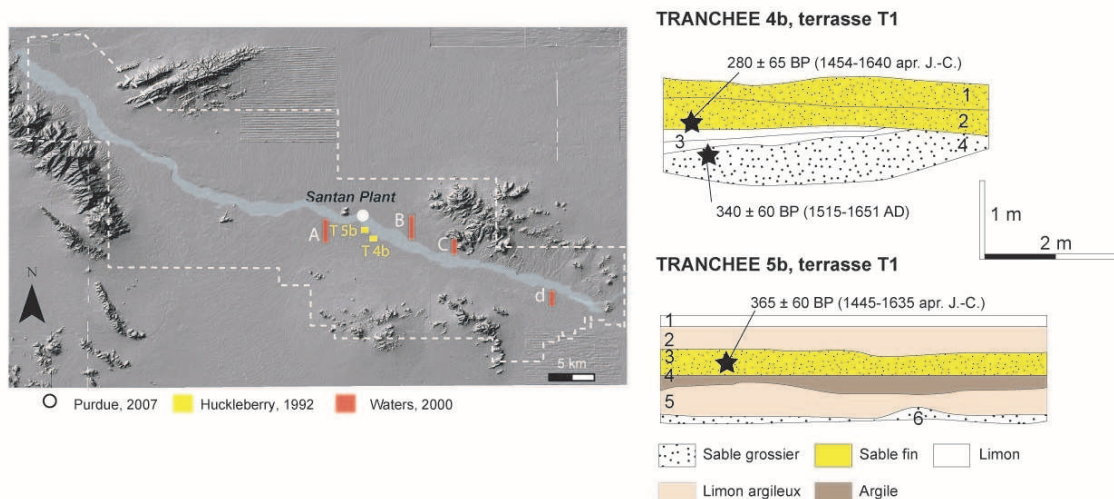 Santan Plant
A
T 5b
T 4b
B
C
d
N
5 km
Purdue, 2007
Huckleberry, 1992
Waters, 2000
TRANCHEE 4b, terrasse T1
280 ± 65 BP (1454-1640 apr. J.-C.)
1
2
3
4
340 ± 60 BP (1515-1651 AD)
1 m
2 m
TRANCHEE 5b, terrasse T1
365 ± 60 BP (1445-1635 apr. J.-C.)
1
2
3
4
5
6
Sable grossier
Sable fin
Limon
Limon argileux
Argile